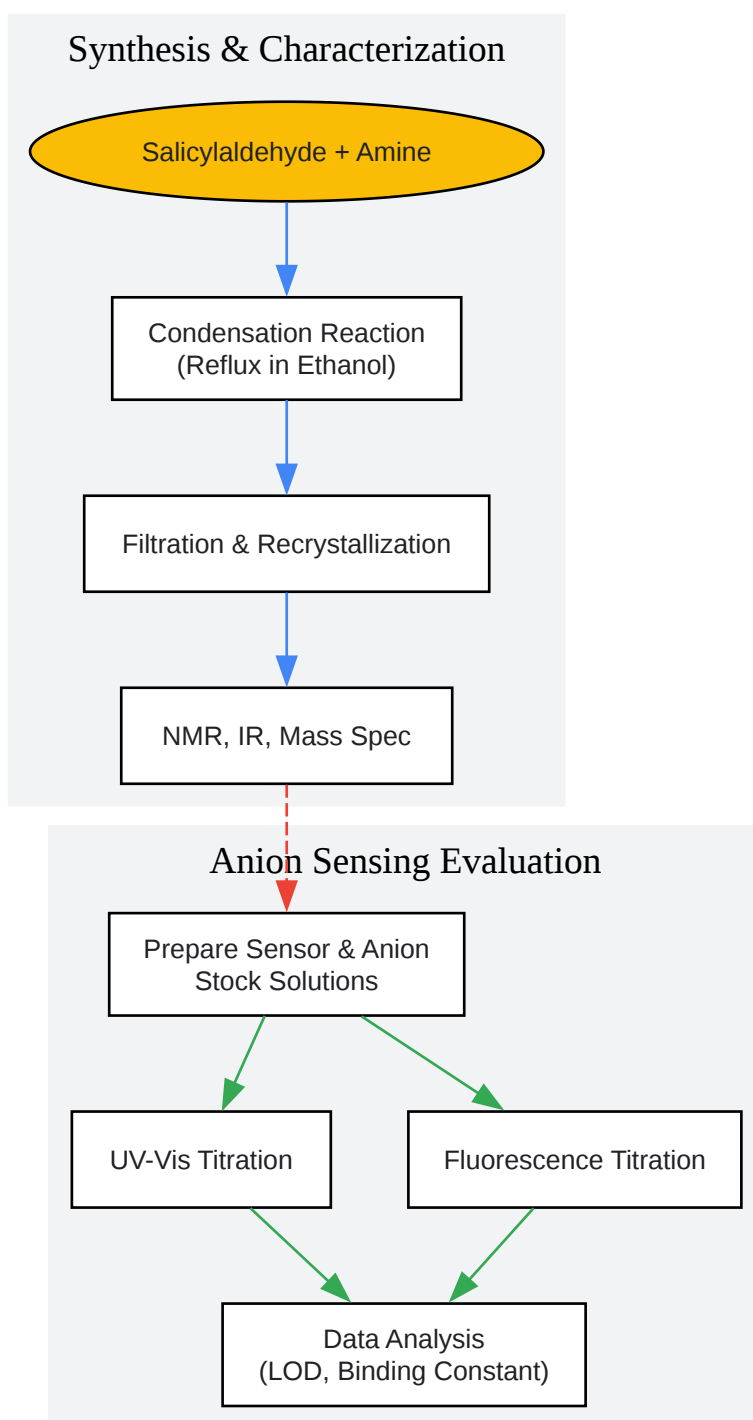 Synthesis & Characterization
Salicylaldehyde + Amine
Condensation Reaction
(Reflux in Ethanol)
Filtration & Recrystallization
NMR, IR, Mass Spec
Anion Sensing Evaluation
Prepare Sensor & Anion
Stock Solutions
UV-Vis Titration
Fluorescence Titration
Data Analysis
(LOD, Binding Constant)